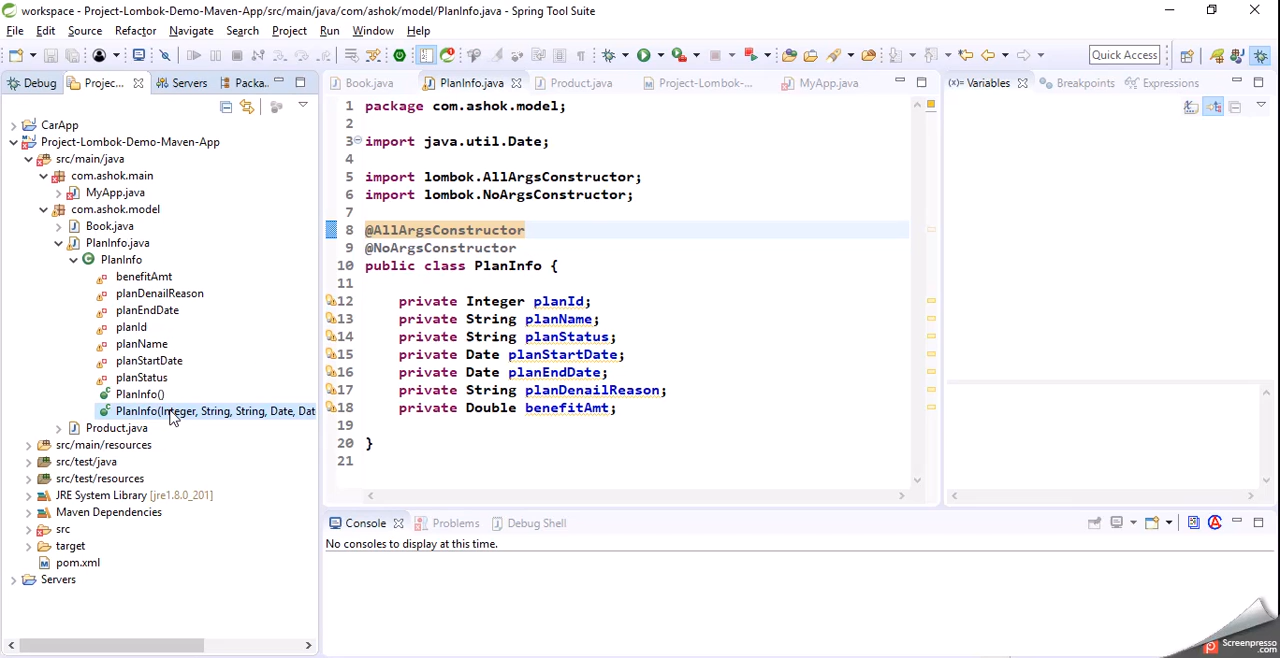 workspace - Project-Lombok-Demo-Maven-App/src/main/java/com/ashok/model/PlanInfo.java - Spring Tool Suite
File Edit Source Refactor Navigate Search Project Run Window Help
Quick Access
Debug Projec... Servers Packa...
Book.java PlanInfo.java Product.java Project-Lombok-... MyApp.java
Variables Breakpoints Expressions
CarApp
Project-Lombok-Demo-Maven-App
src/main/java
com.ashok.main
MyApp.java
com.ashok.model
Book.java
PlanInfo.java
PlanInfo
benefitAmt
planDenailReason
planEndDate
planId
planName
planStartDate
planStatus
PlanInfo()
PlanInfo(Integer, String, String, Date, Dat
Product.java
src/main/resources
src/test/java
src/test/resources
JRE System Library [jre1.8.0_201]
Maven Dependencies
src
target
pom.xml
Servers
1 package com.ashok.model;
2
3 import java.util.Date;
4
5 import lombok.AllArgsConstructor;
6 import lombok.NoArgsConstructor;
7
8 @AllArgsConstructor
9 @NoArgsConstructor
10 public class PlanInfo {
11
12 private Integer planId;
13 private String planName;
14 private String planStatus;
15 private Date planStartDate;
16 private Date planEndDate;
17 private String planDenailReason;
18 private Double benefitAmt;
19
20 }
21
Console Problems Debug Shell
No consoles to display at this time.
Screenpresso
.com